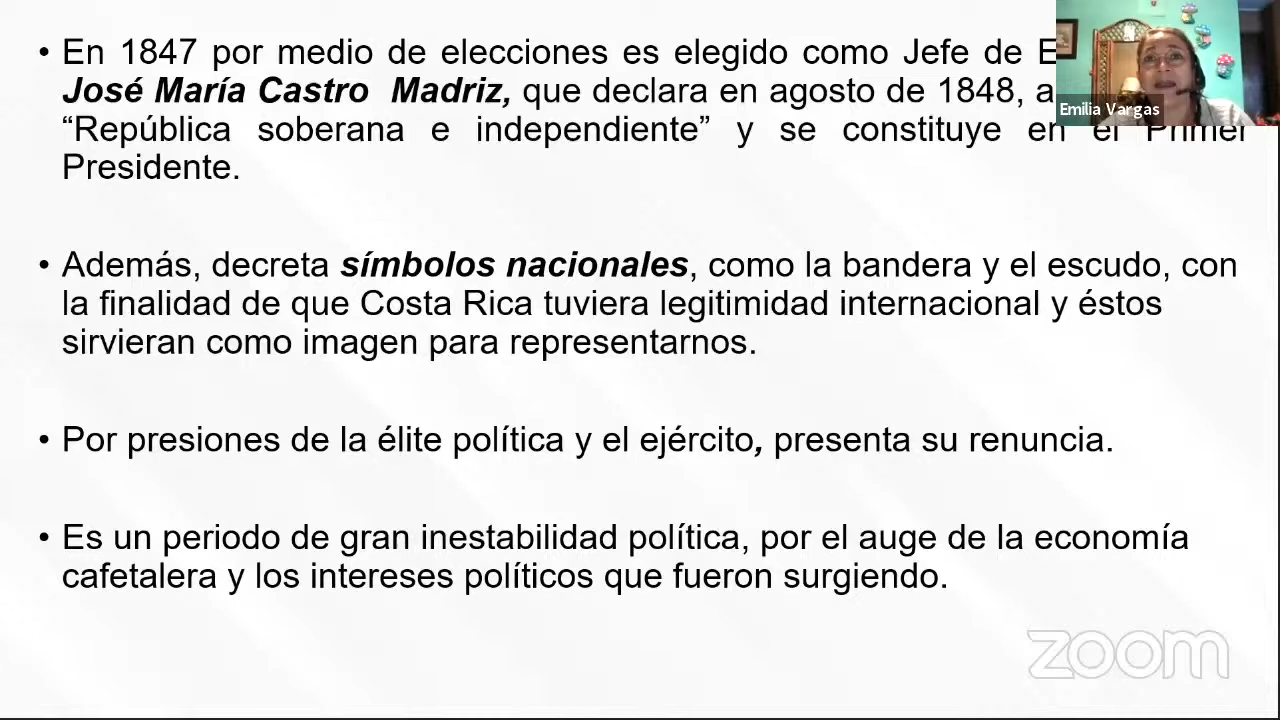 • En 1847 por medio de elecciones es elegido como Jefe de E
José María Castro Madriz, que declara en agosto de 1848, a
“República soberana e independiente” y se constituye en el Primer
Presidente.
• Además, decreta símbolos nacionales, como la bandera y el escudo, con
la finalidad de que Costa Rica tuviera legitimidad internacional y éstos
sirvieran como imagen para representarnos.
• Por presiones de la élite política y el ejército, presenta su renuncia.
• Es un periodo de gran inestabilidad política, por el auge de la economía
cafetalera y los intereses políticos que fueron surgiendo.
Emilia Vargas
zoom